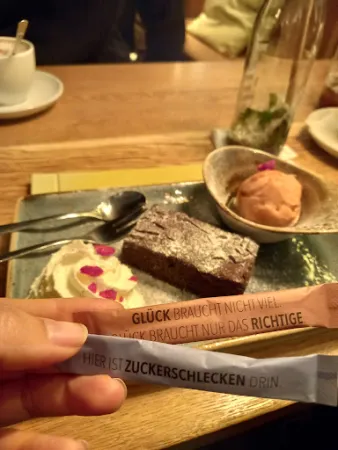 GLÜCK BRAUCHT NICHT VIEL.
GLÜCK BRAUCHT NUR DAS RICHTIGE
HIER IST ZUCKERSCHLECKEN DRIN